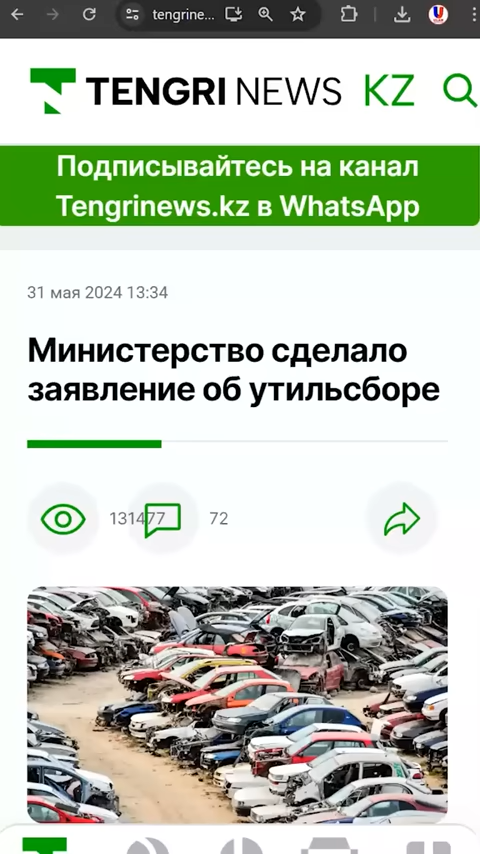 tengrine...
TENGRI NEWS KZ
Подписывайтесь на канал
Tengrinews.kz в WhatsApp
31 мая 2024 13:34
Министерство сделало
заявление об утильсборе
131477 72